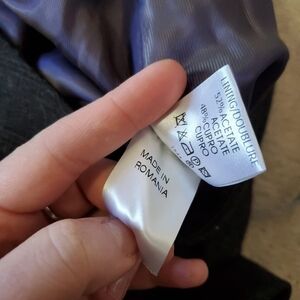 LINING/DOUBLURE
52% ACETATE
ACETATE
48% CUPRO
CUPRO
MADE IN
ROMANIA